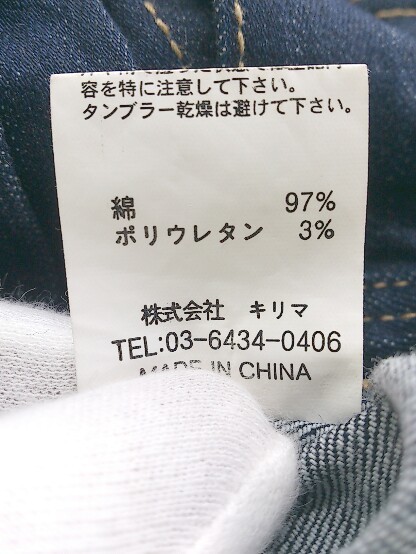 容を特に注意して下さい。
タンブラー乾燥は避けて下さい。
綿 97%
ポリウレタン 3%
株式会社 キリマ
TEL:03-6434-0406
MADE IN CHINA